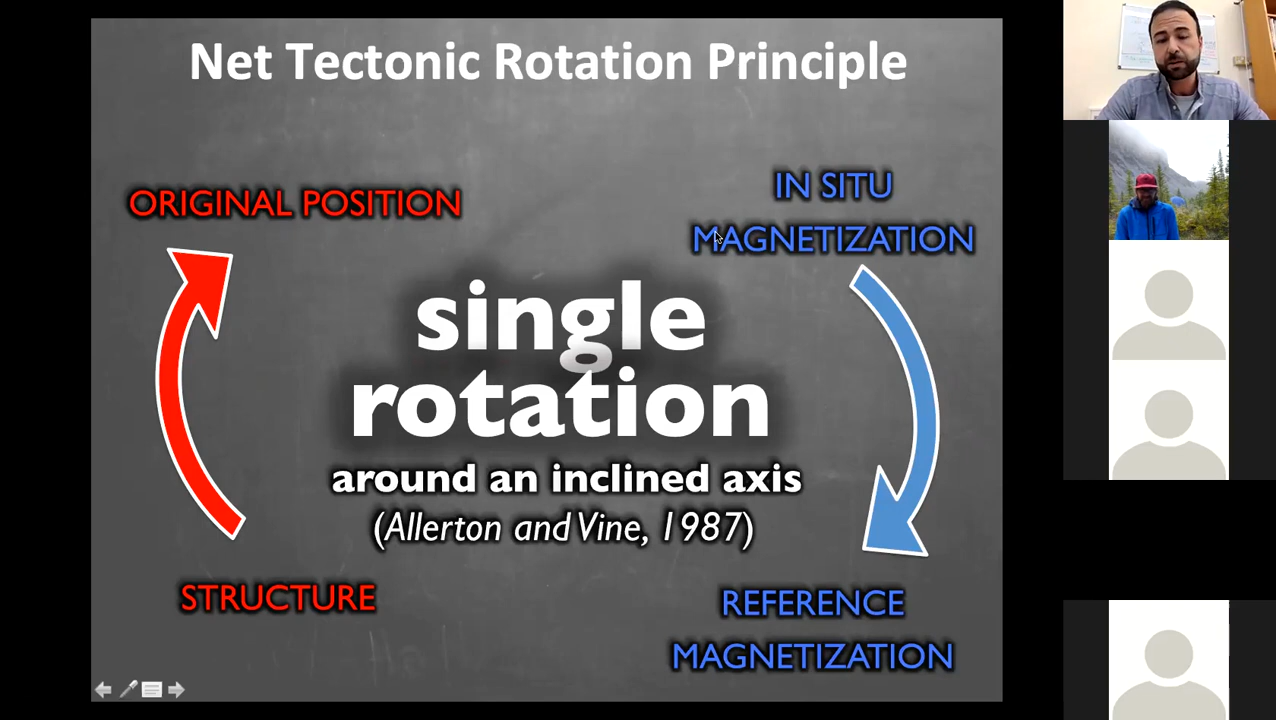 Net Tectonic Rotation Principle
ORIGINAL POSITION
IN SITU
MAGNETIZATION
single
rotation
around an inclined axis
(Allerton and Vine, 1987)
STRUCTURE
REFERENCE
MAGNETIZATION